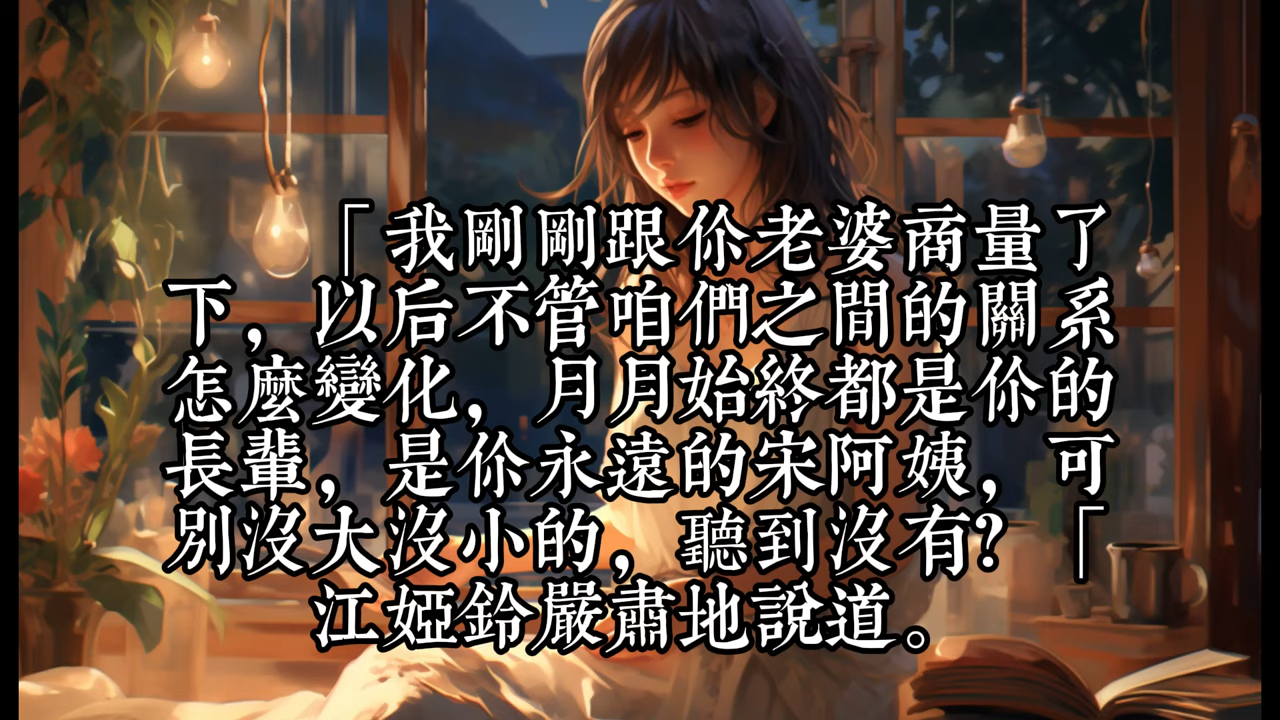 「我剛剛跟你老婆商量了
下，以后不管咱們之間的關系
怎麼變化，月月始終都是你的
長輩，是你永遠的宋阿姨，可
別沒大沒小的，聽到沒有？「
江婭鈴嚴肅地說道。